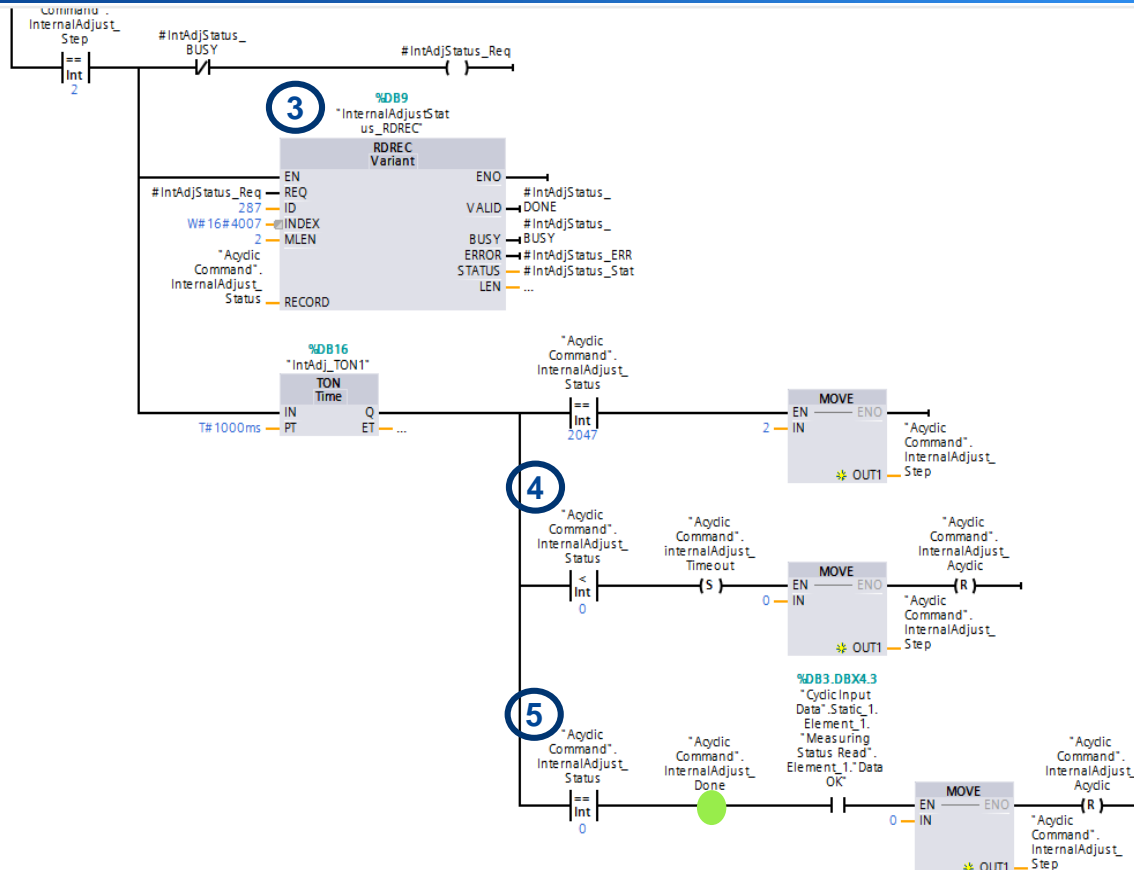 Command".
InternalAdjust_
Step
==
Int
2
#IntAdjStatus_
BUSY
#IntAdjStatus_Req
3
%DB9
"InternalAdjustStat
us_RDREC"
RDREC
Variant
EN
ENO
#IntAdjStatus_Req
REQ
287
ID
W#16#4007
INDEX
2
MLEN
"Acydic
Command".
InternalAdjust_
Status
RECORD
VALID
#IntAdjStatus_
DONE
BUSY
#IntAdjStatus_
BUSY
ERROR
#IntAdjStatus_ERR
STATUS
#IntAdjStatus_Stat
LEN
...
%DB16
"IntAdj_TON1"
TON
Time
IN
Q
T#1000ms
PT
ET
...
"Acydic
Command".
InternalAdjust_
Status
==
Int
2047
MOVE
EN
ENO
2
IN
OUT1
"Acydic
Command".
InternalAdjust_
Step
4
"Acydic
Command".
InternalAdjust_
Status
<
Int
0
"Acydic
Command".
internalAdjust_
Timeout
S
MOVE
EN
ENO
0
IN
OUT1
"Acydic
Command".
InternalAdjust_
Step
"Acydic
Command".
InternalAdjust_
Acydic
R
5
"Acydic
Command".
InternalAdjust_
Status
==
Int
0
"Acydic
Command".
InternalAdjust_
Done
%DB3.DBX4.3
"Cydic Input
Data".Static_1.
Element_1.
"Measuring
Status Read".
Element_1."Data
OK"
MOVE
EN
ENO
0
IN
OUT1
"Acydic
Command".
InternalAdjust_
Step
"Acydic
Command".
InternalAdjust_
Acydic
R